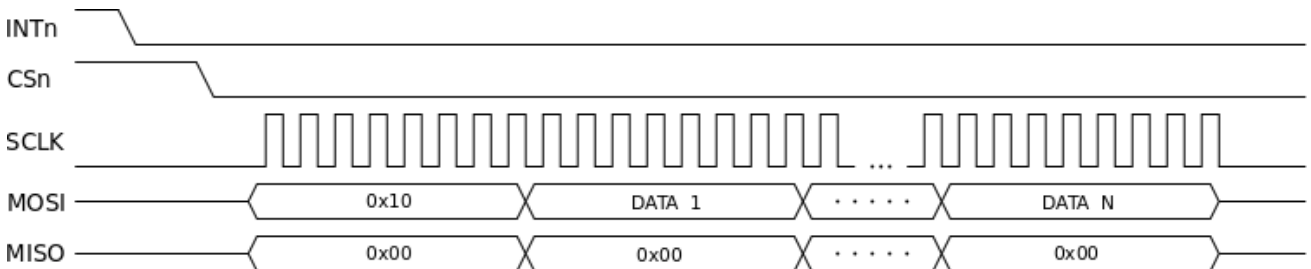 INTn
CSn
SCLK ...
MOSI 0x10 DATA 1 . . . . . DATA N
MISO 0x00 0x00 . . . . . 0x00